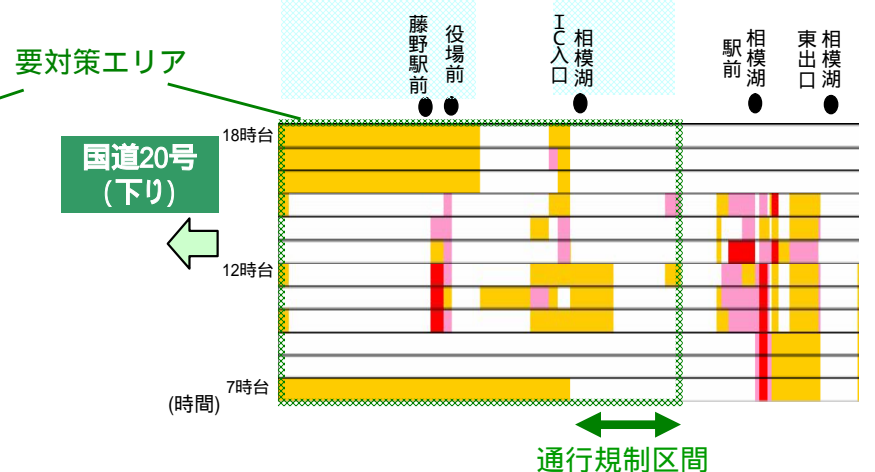 要対策エリア
藤野駅前
役場前
IC入口
相模湖
駅前
相模湖
東出口
相模湖
国道20号
(下り)
18時台
12時台
7時台
(時間)
通行規制区間